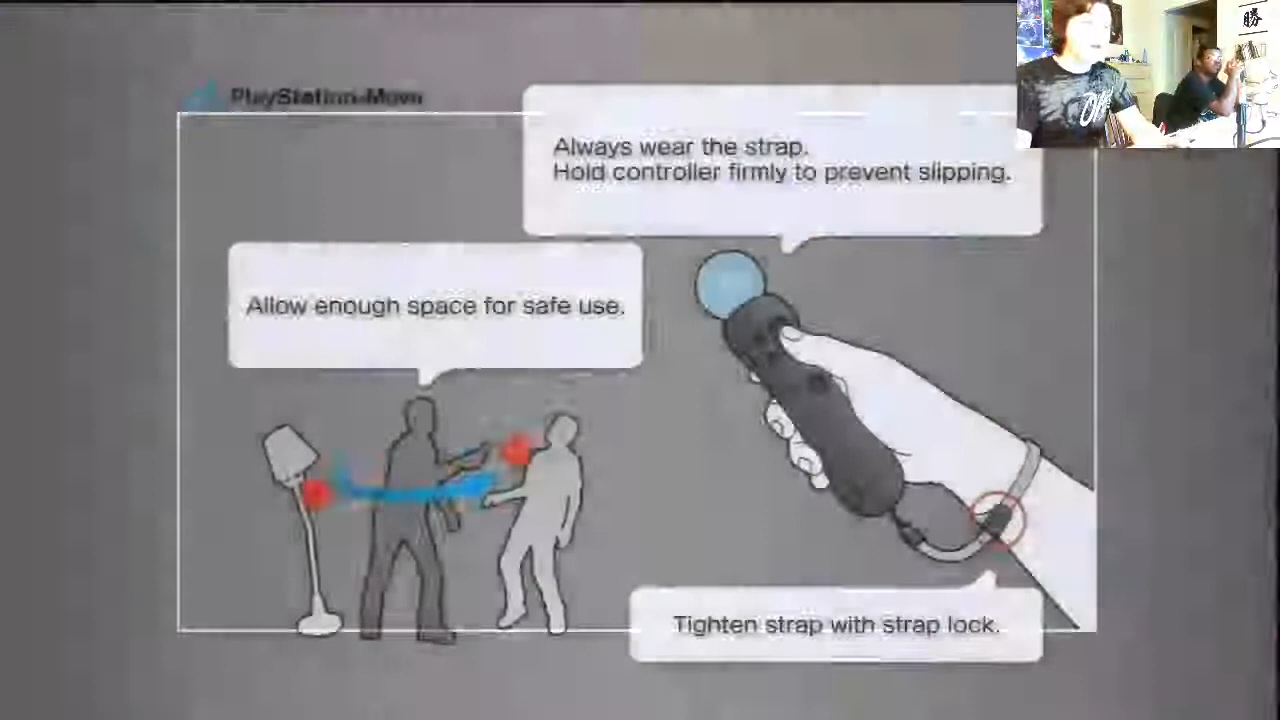 PlayStation Move
Always wear the strap.
Hold controller firmly to prevent slipping.
Allow enough space for safe use.
Tighten strap with strap lock.
勝